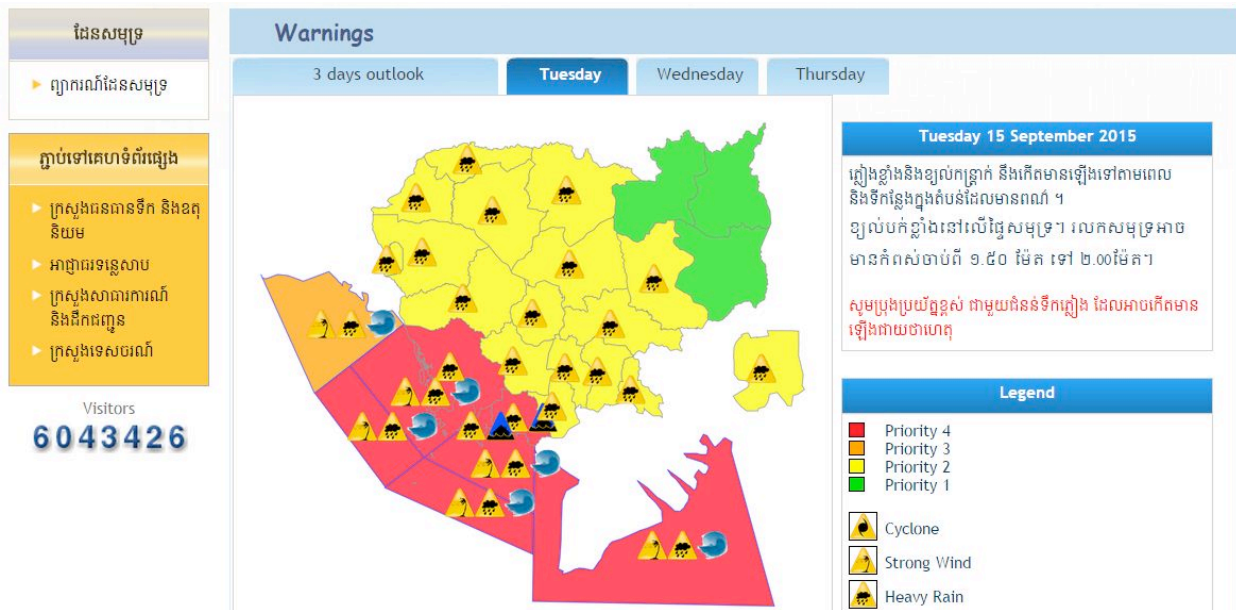 ដែនសមុទ្រ
ព្យាករណ៍ដែនសមុទ្រ
ភ្ជាប់ទៅគេហទំព័រផ្សេង
ក្រសួងធនធានទឹក និងឧតុ
និយម
អាជ្ញាធរទន្លេសាប
ក្រសួងសាធារការណ៍
និងដឹកជញ្ជូន
ក្រសួងទេសចរណ៍
Visitors
6043426
Warnings
3 days outlook
Tuesday
Wednesday
Thursday
Tuesday 15 September 2015
ភ្លៀងខ្លាំងនិងខ្យល់កន្ត្រាក់ នឹងកើតមានឡើងទៅតាមពេល
និងទីកន្លែងក្នុងតំបន់ដែលមានពណ៌ ។
ខ្យល់បក់ខ្លាំងនៅលើផ្ទៃសមុទ្រ។ រលកសមុទ្រអាច
មានកំពស់ចាប់ពី ១.៥០ ម៉ែត ទៅ ២.00ម៉ែត។
សូមប្រុងប្រយ័ត្នខ្ពស់ ជាមួយជំនន់ទឹកភ្លៀង ដែលអាចកើតមាន
ឡើងជាយថាហេតុ
Legend
Priority 4
Priority 3
Priority 2
Priority 1
Cyclone
Strong Wind
Heavy Rain